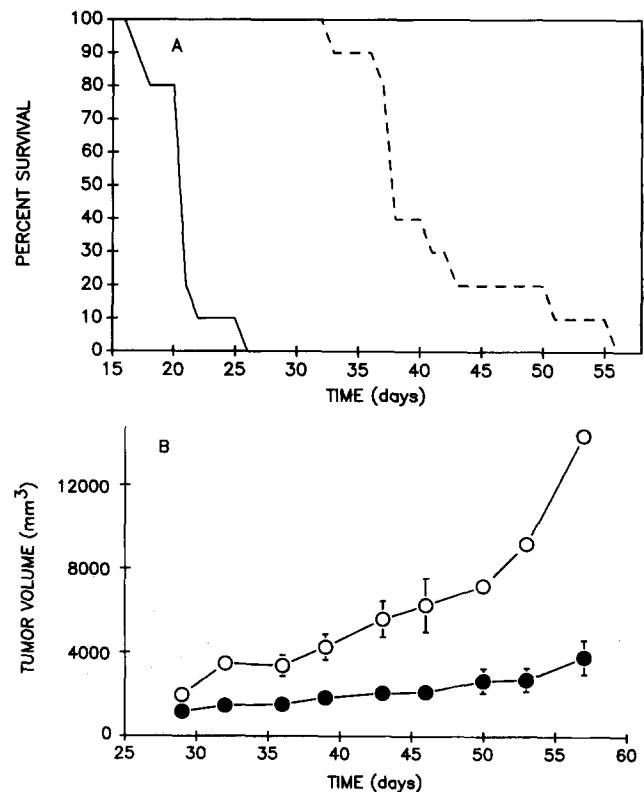 100
A
90
80
70
60
50
40
30
20
10
0
PERCENT SURVIVAL
15 20 25 30 35 40 45 50 55
TIME (days)
B
12000
8000
4000
0
TUMOR VOLUME (mm³)
25 30 35 40 45 50 55 60
TIME (days)